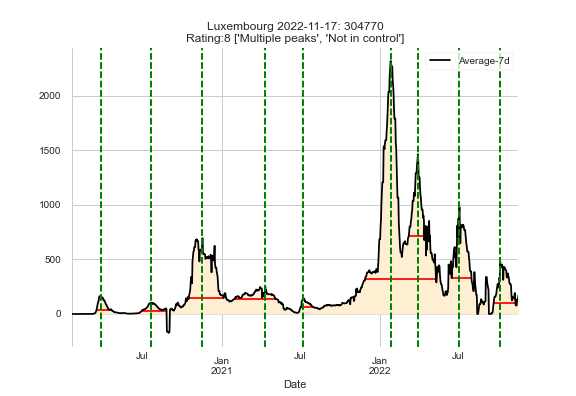 Luxembourg 2022-11-17: 304770
Rating:8 ['Multiple peaks', 'Not in control']
Average-7d
2000
1500
1000
500
0
Jul
Jan
2021
Jul
Jan
2022
Jul
Date